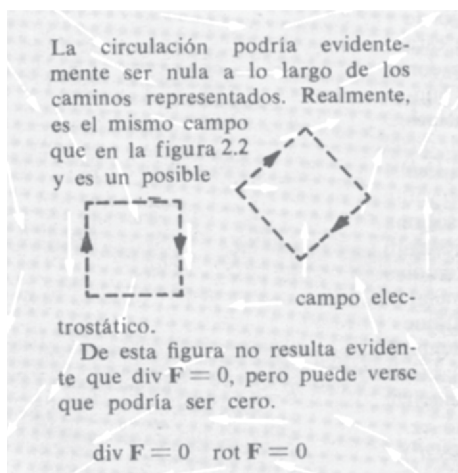 La circulación podría evidente-
mente ser nula a lo largo de los
caminos representados. Realmente,
es el mismo campo
que en la figura 2.2
y es un posible
campo elec-
trostático.
De esta figura no resulta eviden-
te que div F = 0, pero puede verse
que podría ser cero.
div F = 0 rot F = 0